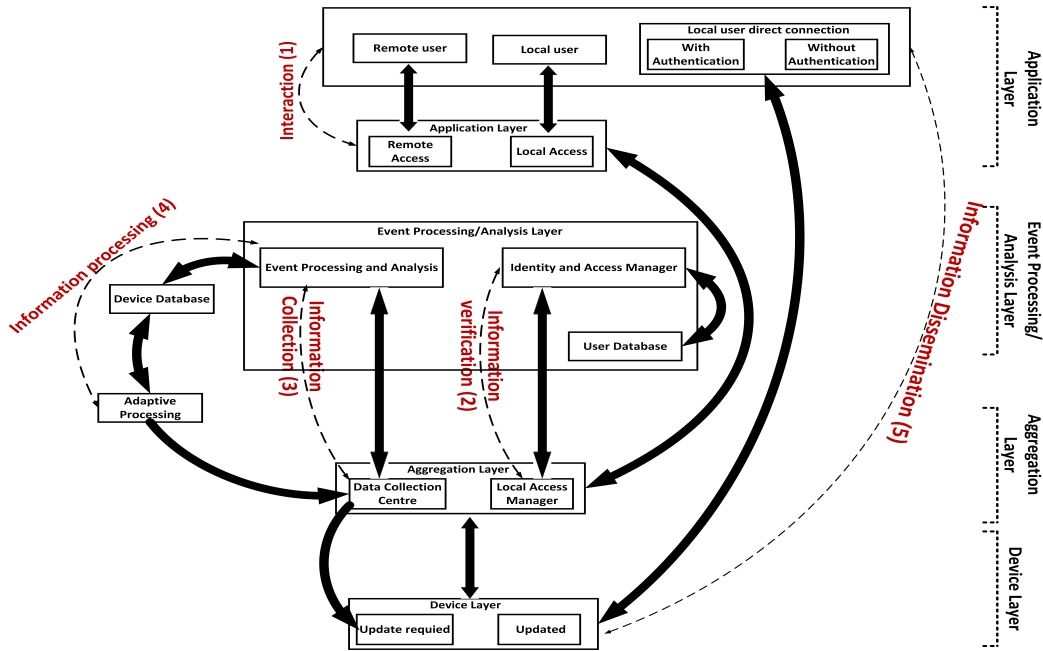 Local user direct connection
Remote user
Local user
With
Authentication
Without
Authentication
Interaction (1)
Application Layer
Remote
Access
Local Access
Application
Layer
Information processing (4)
Event Processing/Analysis Layer
Event Processing and Analysis
Identity and Access Manager
Device Database
User Database
Information
Collection (3)
Information
verification (2)
Information Dissemination (5)
Event Processing/
Analysis Layer
Adaptive
Processing
Aggregation Layer
Data Collection
Centre
Local Access
Manager
Aggregation
Layer
Device Layer
Update requied
Updated
Device Layer